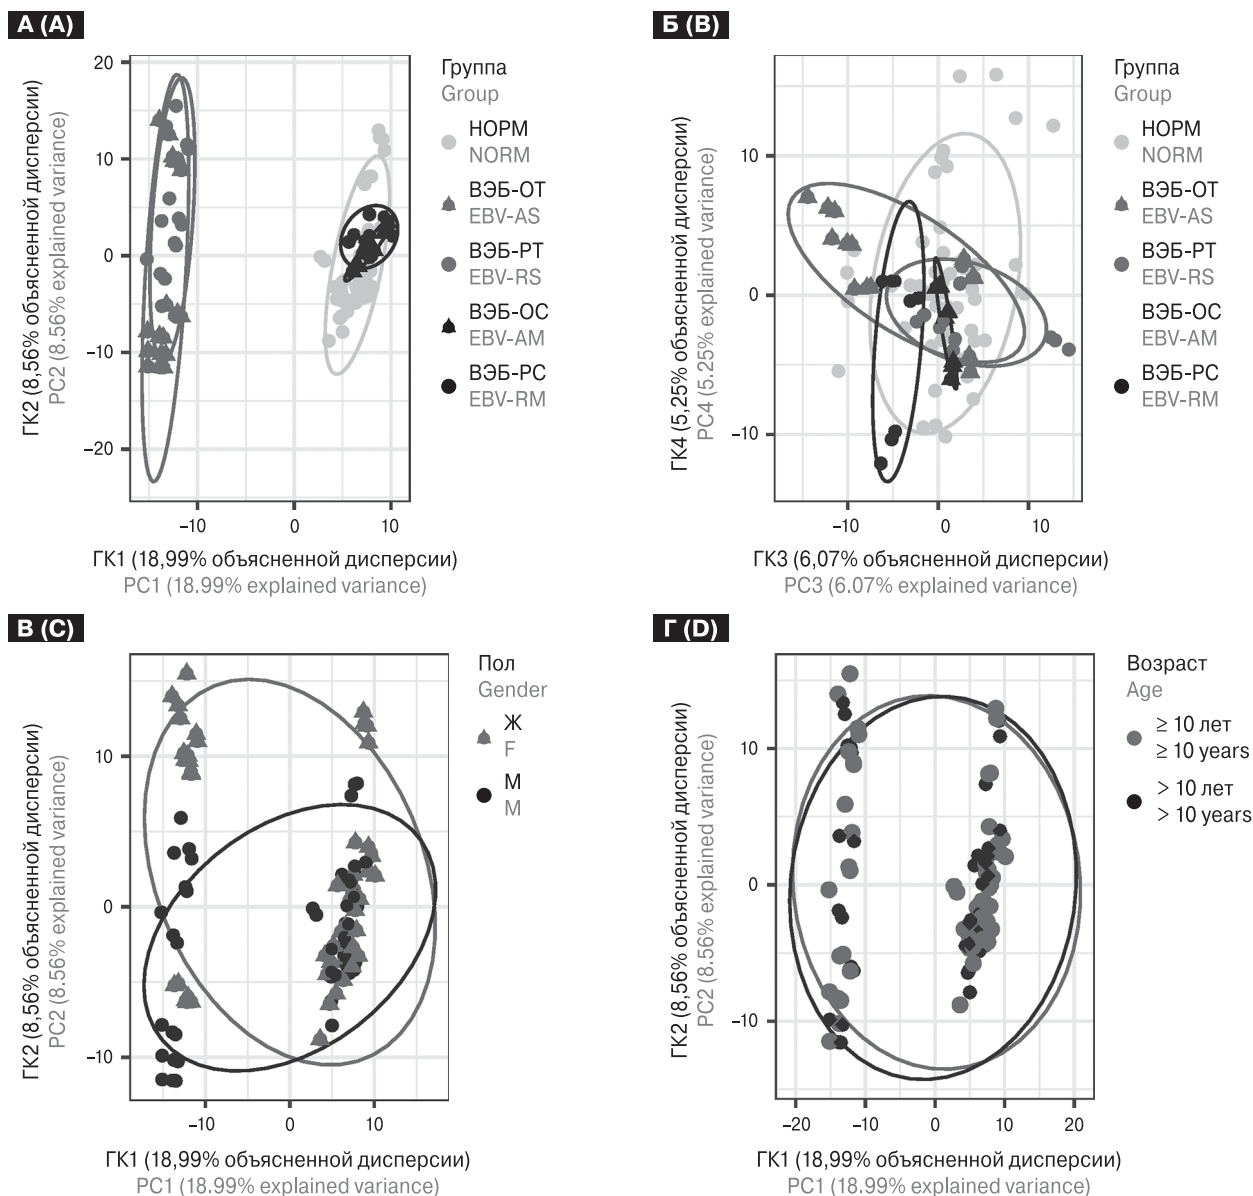 А (A)
20
10
0
−10
−20
−10
0
10
ГК2 (8,56% объясненной дисперсии)
PC2 (8.56% explained variance)
ГК1 (18,99% объясненной дисперсии)
PC1 (18.99% explained variance)
Группа
Group
НОРМ
NORM
ВЭБ-ОТ
EBV-AS
ВЭБ-РТ
EBV-RS
ВЭБ-ОС
EBV-AM
ВЭБ-РС
EBV-RM
Б (B)
10
0
−10
−10
0
10
ГК4 (5,25% объясненной дисперсии)
PC4 (5.25% explained variance)
ГК3 (6,07% объясненной дисперсии)
PC3 (6.07% explained variance)
Группа
Group
НОРМ
NORM
ВЭБ-ОТ
EBV-AS
ВЭБ-РТ
EBV-RS
ВЭБ-ОС
EBV-AM
ВЭБ-РС
EBV-RM
В (C)
10
0
−10
−10
0
10
ГК2 (8,56% объясненной дисперсии)
PC2 (8.56% explained variance)
ГК1 (18,99% объясненной дисперсии)
PC1 (18.99% explained variance)
Пол
Gender
Ж
F
М
M
Г (D)
10
0
−10
−20
−10
0
10
20
ГК2 (8,56% объясненной дисперсии)
PC2 (8.56% explained variance)
ГК1 (18,99% объясненной дисперсии)
PC1 (18.99% explained variance)
Возраст
Age
≥ 10 лет
≥ 10 years
> 10 лет
> 10 years